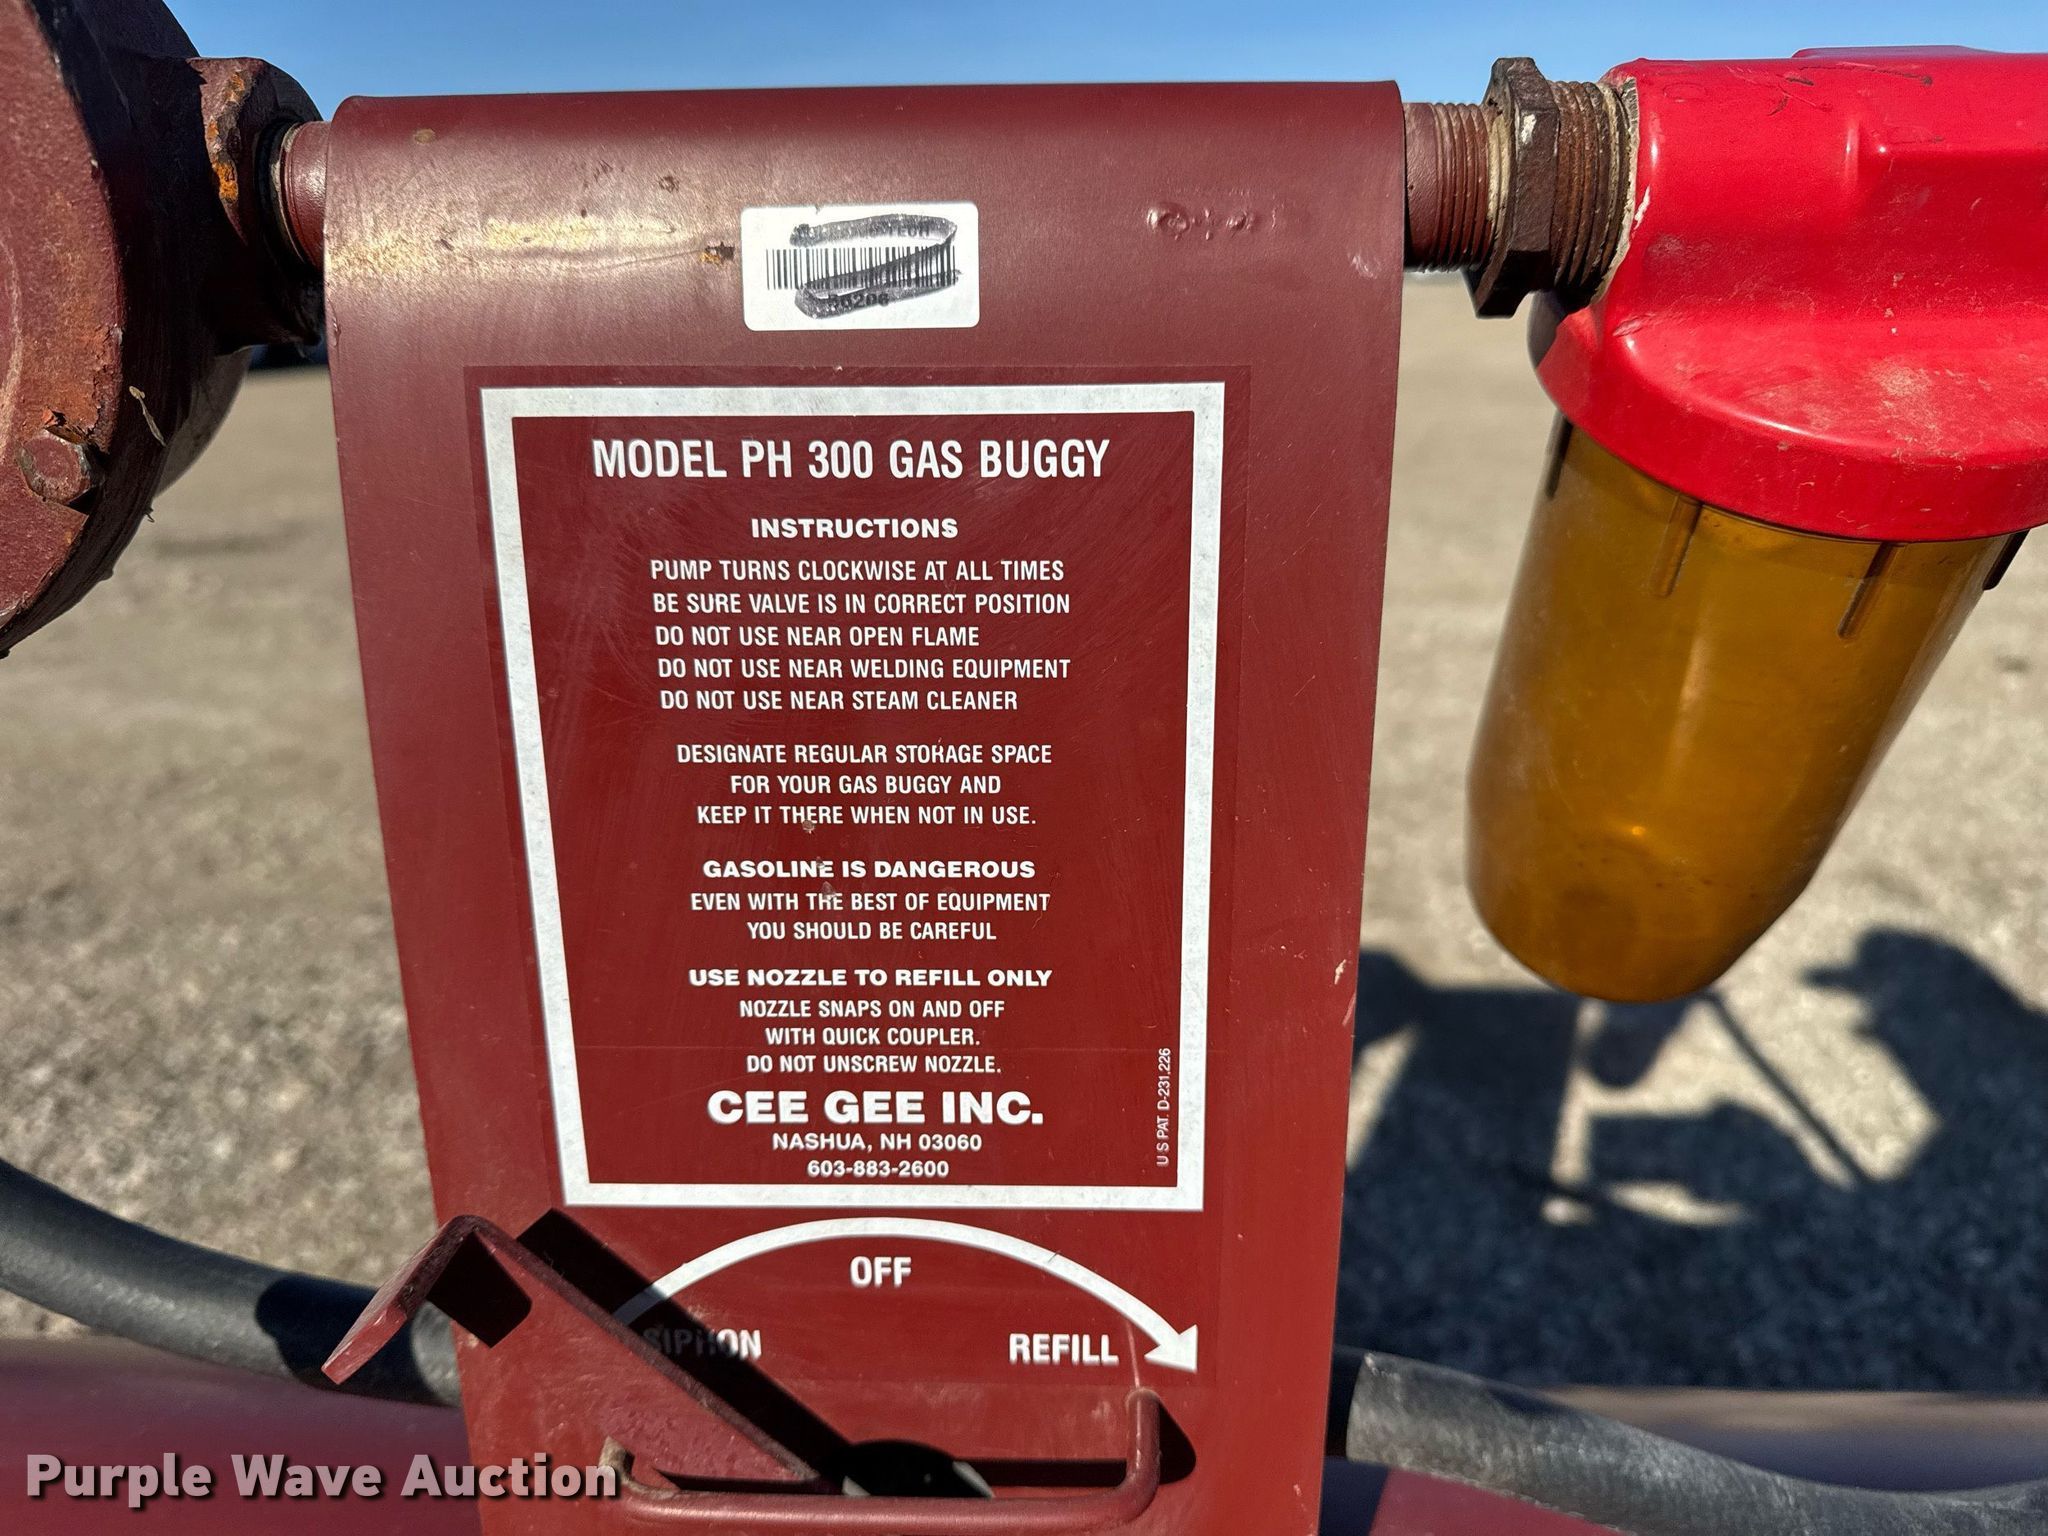 TECH
MODEL PH 300 GAS BUGGY
INSTRUCTIONS
PUMP TURNS CLOCKWISE AT ALL TIMES
BE SURE VALVE IS IN CORRECT POSITION
DO NOT USE NEAR OPEN FLAME
DO NOT USE NEAR WELDING EQUIPMENT
DO NOT USE NEAR STEAM CLEANER
DESIGNATE REGULAR STORAGE SPACE
FOR YOUR GAS BUGGY AND
KEEP IT THERE WHEN NOT IN USE.
GASOLINE IS DANGEROUS
EVEN WITH THE BEST OF EQUIPMENT
YOU SHOULD BE CAREFUL
USE NOZZLE TO REFILL ONLY
NOZZLE SNAPS ON AND OFF
WITH QUICK COUPLER.
DO NOT UNSCREW NOZZLE.
CEE GEE INC.
NASHUA, NH 03060
603-883-2600
U S PAT. D-231,226
OFF
SIPHON REFILL
Purple Wave Auction